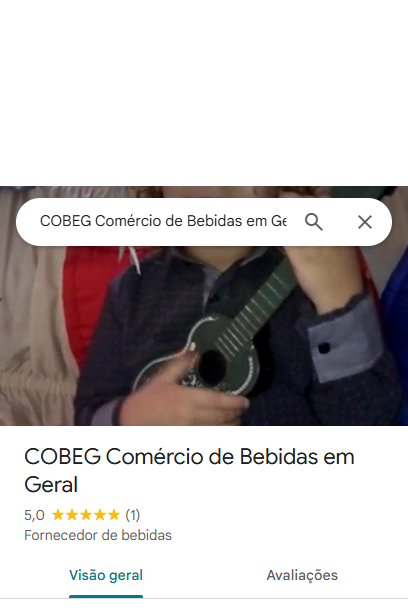 COBEG Comércio de Bebidas em Ge
COBEG Comércio de Bebidas em
Geral
5,0 ★★★★★ (1)
Fornecedor de bebidas
Visão geral
Avaliações